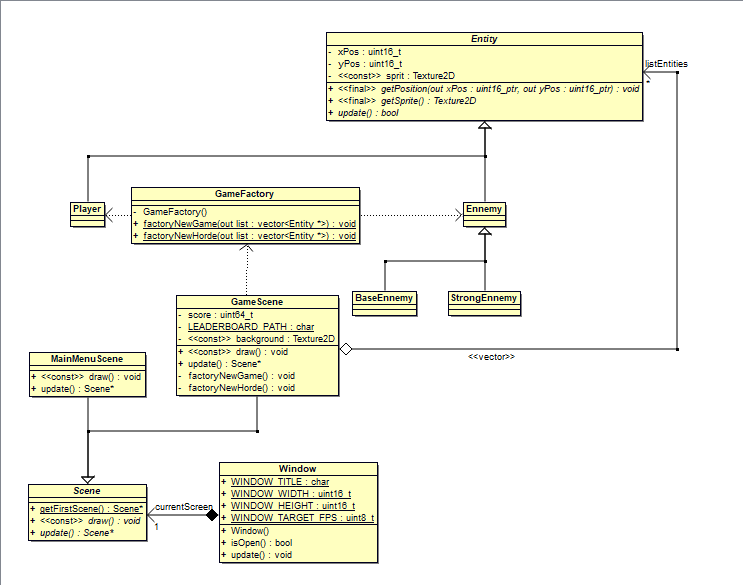 Entity
- xPos : uint16_t
- yPos : uint16_t
- <<const>> sprit : Texture2D
+ <<final>> getPosition(out xPos : uint16_ptr, out yPos : uint16_ptr) : void
+ <<final>> getSprite() : Texture2D
+ update() : bool
listEntities
*
Player
GameFactory
- GameFactory()
+ factoryNewGame(out list : vector<Entity *>) : void
+ factoryNewHorde(out list : vector<Entity *>) : void
Ennemy
BaseEnnemy
StrongEnnemy
GameScene
- score : uint64_t
- LEADERBOARD_PATH : char
- <<const>> background : Texture2D
+ <<const>> draw() : void
+ update() : Scene*
- factoryNewGame() : void
- factoryNewHorde() : void
<<vector>>
MainMenuScene
+ <<const>> draw() : void
+ update() : Scene*
Scene
+ getFirstScene() : Scene*
+ <<const>> draw() : void
+ update() : Scene*
currentScreen
1
Window
+ WINDOW_TITLE : char
+ WINDOW_WIDTH : uint16_t
+ WINDOW_HEIGHT : uint16_t
+ WINDOW_TARGET_FPS : uint8_t
+ Window()
+ isOpen() : bool
+ update() : void